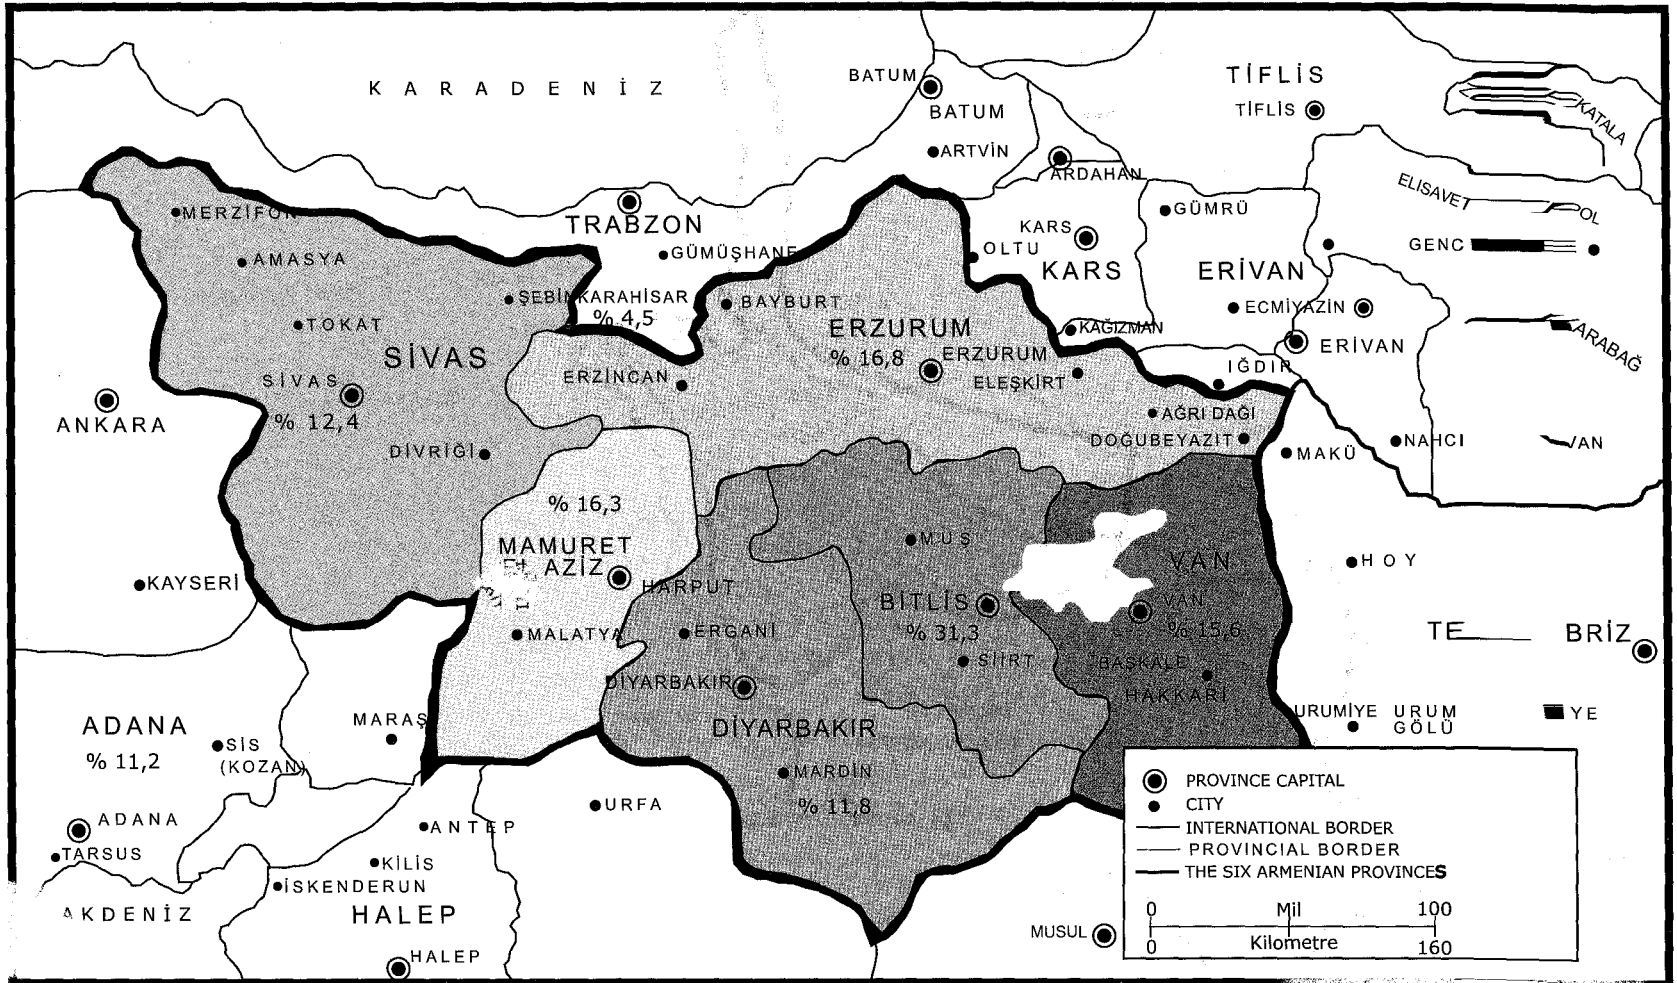 KARADENİZ
BATUM
BATUM
ARTVİN
ARDAHAN
TİFLİS
TİFLİS
KATALA
ELISAVET
POL
GENC
ARABAĞ
MERZİFON
AMASYA
TOKAT
ŞEBİNKARAHİSAR
% 4,5
TRABZON
GÜMÜŞHANE
BAYBURT
OLTU
KARS
KARS
GÜMRÜ
ERİVAN
ECMİYAZİN
ERİVAN
KAĞIZMAN
IĞDIR
ERZURUM
% 16,8
ERZURUM
ELEŞKİRT
AĞRI DAĞI
DOĞUBEYAZIT
MAKÜ
NAHCI
VAN
SİVAS
SİVAS
% 12,4
ERZİNCAN
DİVRİĞİ
ANKARA
KAYSERİ
% 16,3
MAMURET
EL AZİZ
HARPUT
MALATYA
ERGANİ
DİYARBAKIR
DİYARBAKIR
MARDİN
% 11,8
MUŞ
BİTLİS
% 31,3
SİİRT
VAN
VAN
% 15,6
BAŞKALE
HAKKARİ
HOY
TE BRİZ
URUMİYE
URUM YE
GÖLÜ
ADANA
% 11,2
SİS
(KOZAN)
MARAŞ
ADANA
TARSUS
AKDENİZ
ANTEP
KİLİS
İSKENDERUN
HALEP
HALEP
URFA
MUSUL
PROVINCE CAPITAL
CITY
INTERNATIONAL BORDER
PROVINCIAL BORDER
THE SIX ARMENIAN PROVINCES
0 Mil 100
0 Kilometre 160